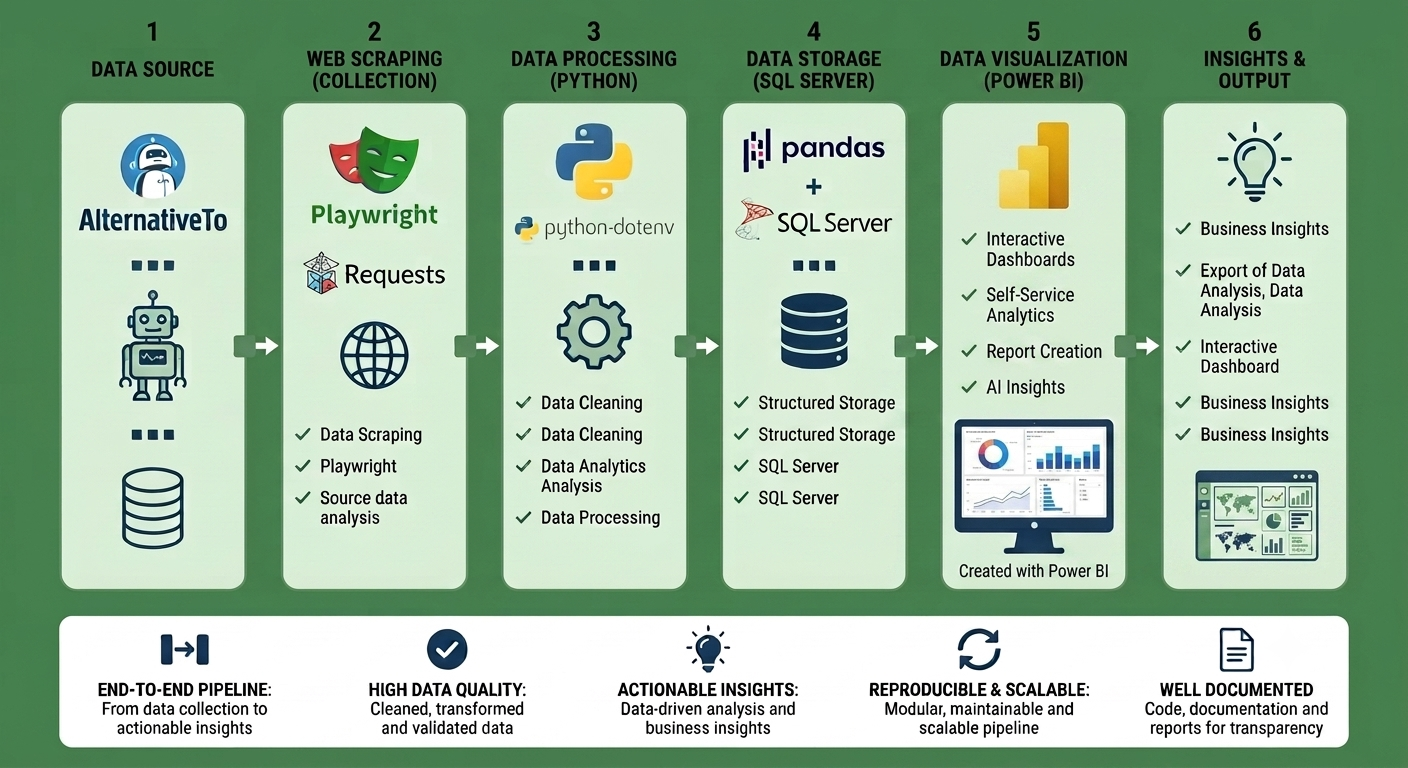 1
DATA SOURCE
AlternativeTo
2
WEB SCRAPING
(COLLECTION)
Playwright
Requests
Data Scraping
Playwright
Source data
analysis
3
DATA PROCESSING
(PYTHON)
python-dotenv
Data Cleaning
Data Cleaning
Data Analytics
Analysis
Data Processing
4
DATA STORAGE
(SQL SERVER)
pandas
+
SQL Server
Structured Storage
Structured Storage
SQL Server
SQL Server
5
DATA VISUALIZATION
(POWER BI)
Interactive
Dashboards
Self-Service
Analytics
Report Creation
AI Insights
Created with Power BI
6
INSIGHTS &
OUTPUT
Business Insights
Export of Data
Analysis, Data
Analysis
Interactive
Dashboard
Business Insights
Business Insights
END-TO-END PIPELINE:
From data collection to
actionable insights
HIGH DATA QUALITY:
Cleaned, transformed
and validated data
ACTIONABLE INSIGHTS:
Data-driven analysis and
business insights
REPRODUCIBLE & SCALABLE:
Modular, maintainable and
scalable pipeline
WELL DOCUMENTED
Code, documentation and
reports for transparency